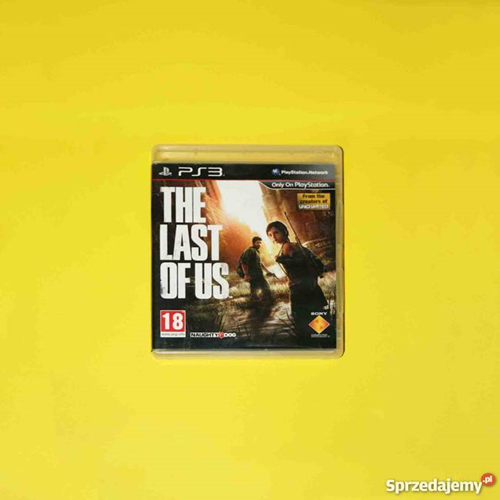 PS3
PlayStation Network
Only On PlayStation.
From the
creators of
UNCHARTED
THE
LAST
OF US
18
NAUGHTY DOG
SONY
Sprzedajemy.pl